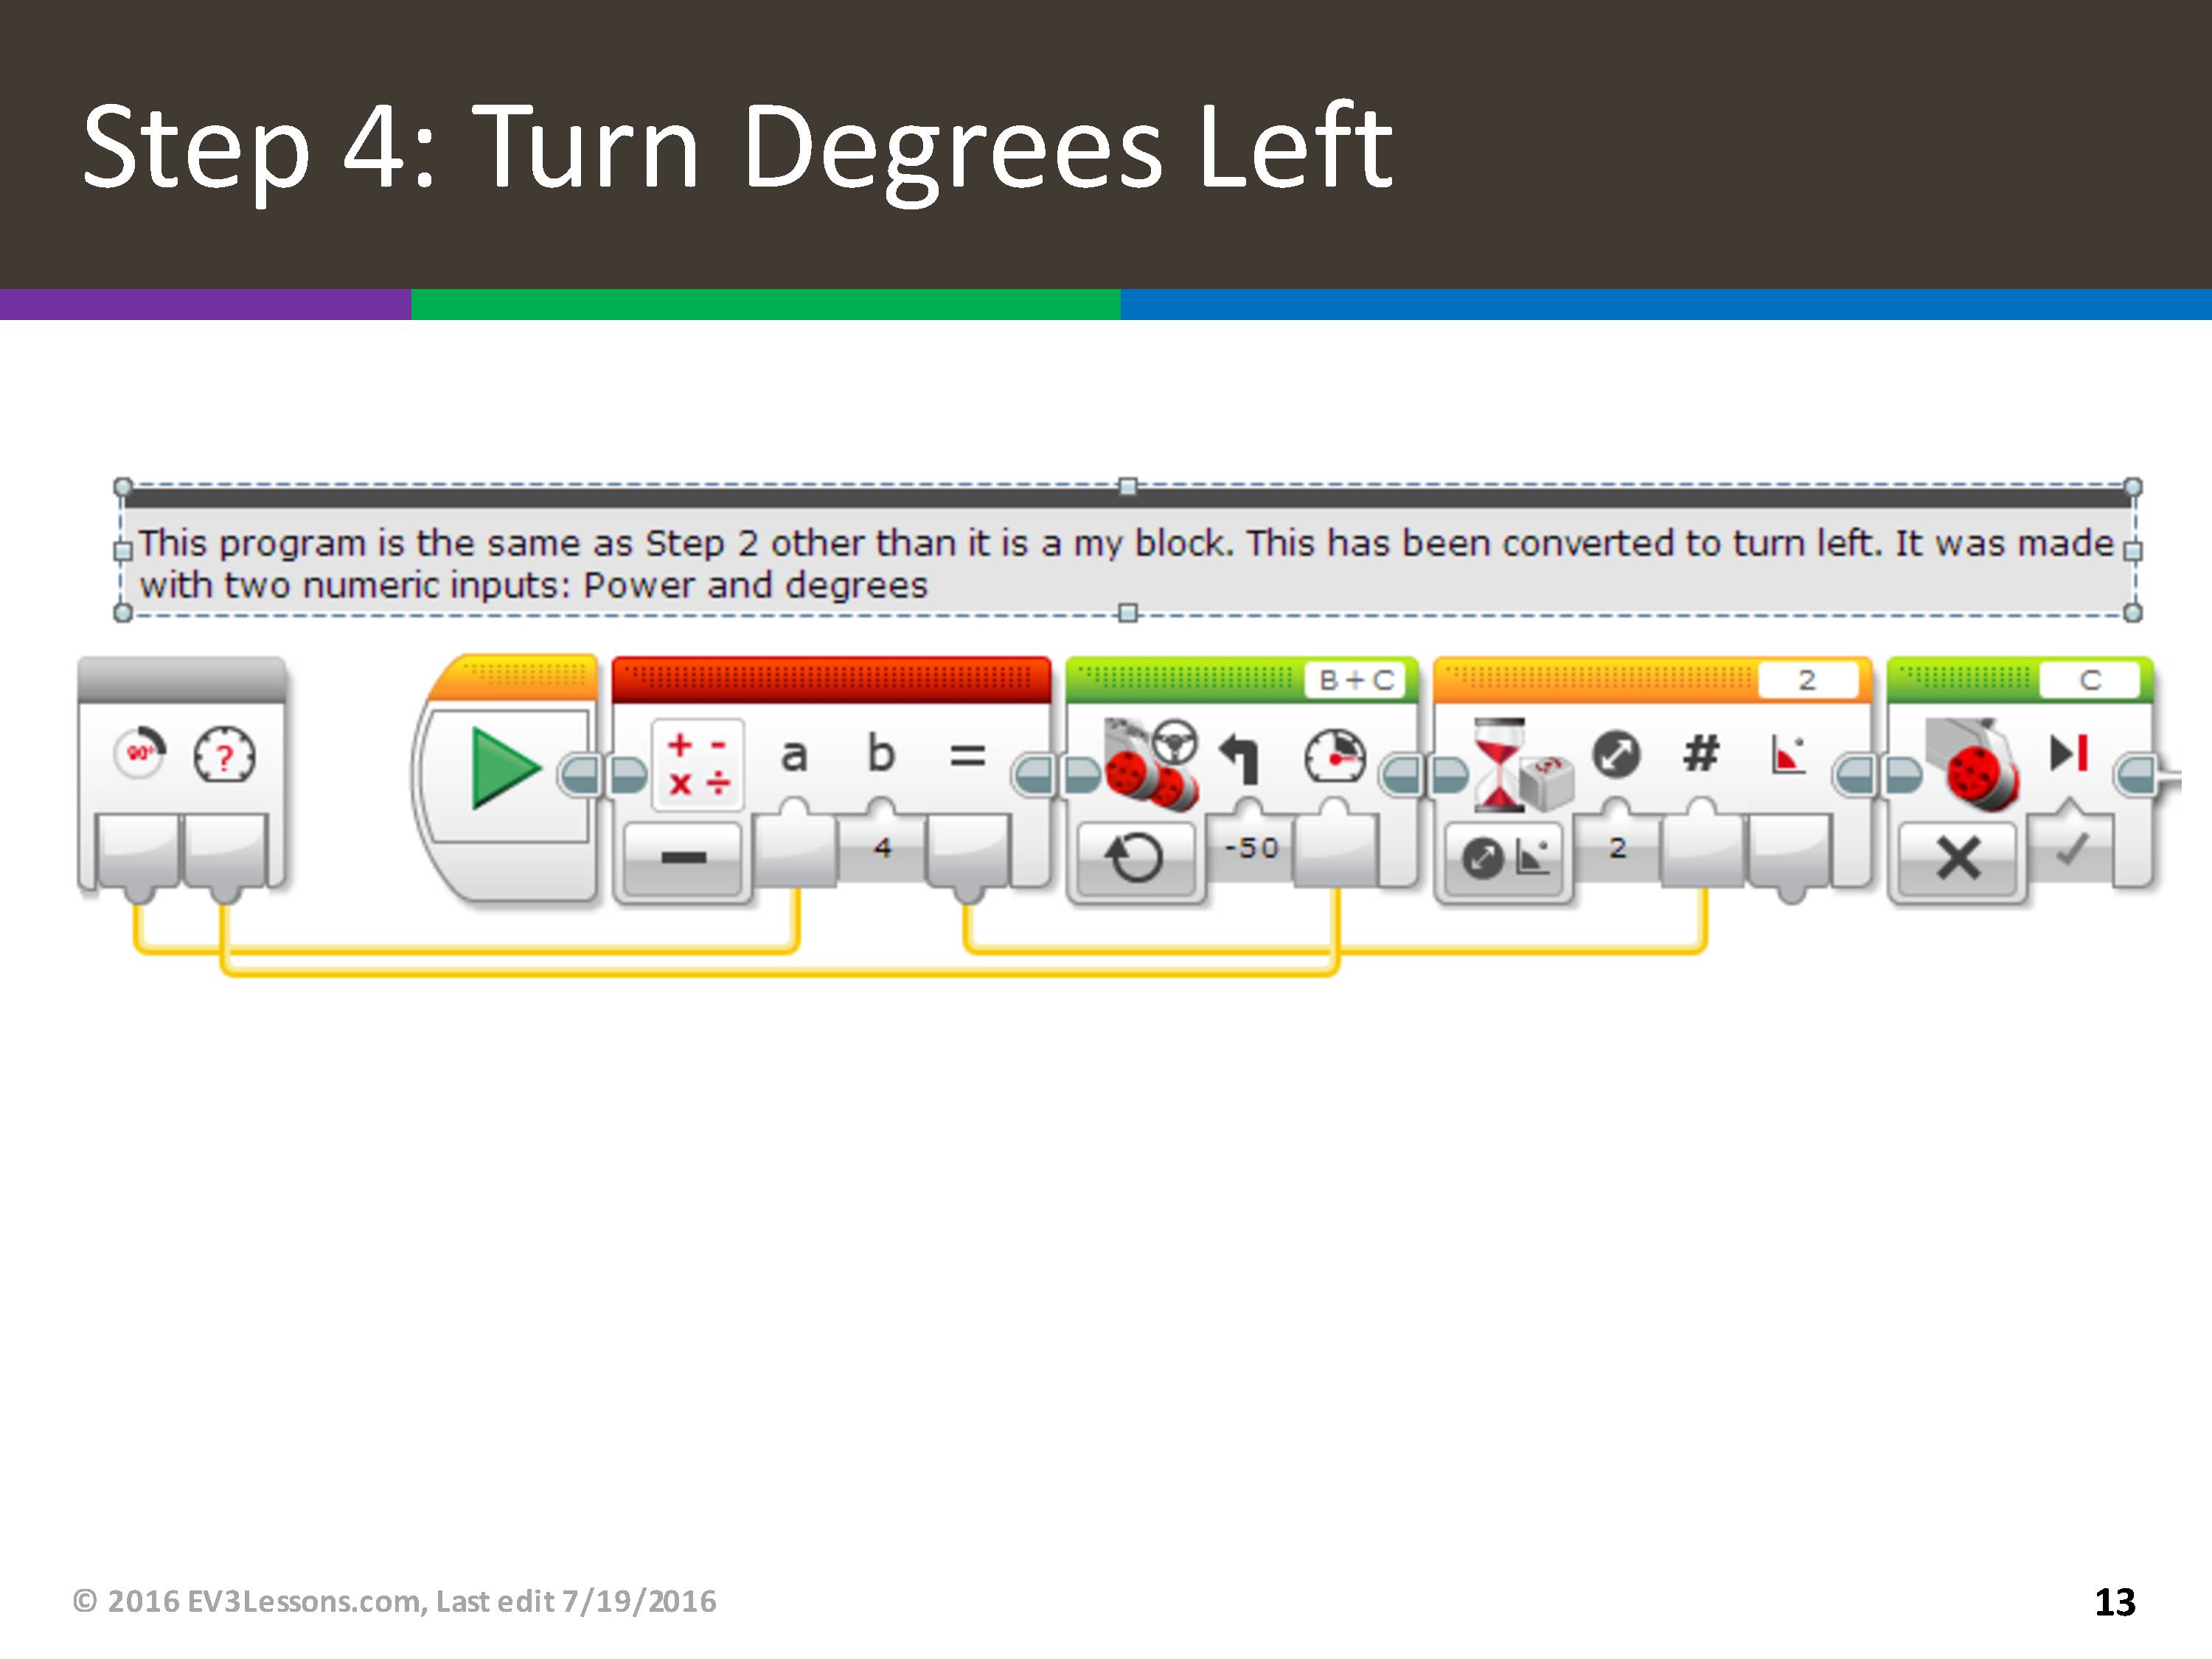 Step 4: Turn Degrees Left
This program is the same as Step 2 other than it is a my block. This has been converted to turn left. It was made
with two numeric inputs: Power and degrees
B+C
2
C
90°
?
+ -
x ÷
a b =
#
4
-50
2
© 2016 EV3Lessons.com, Last edit 7/19/2016
13